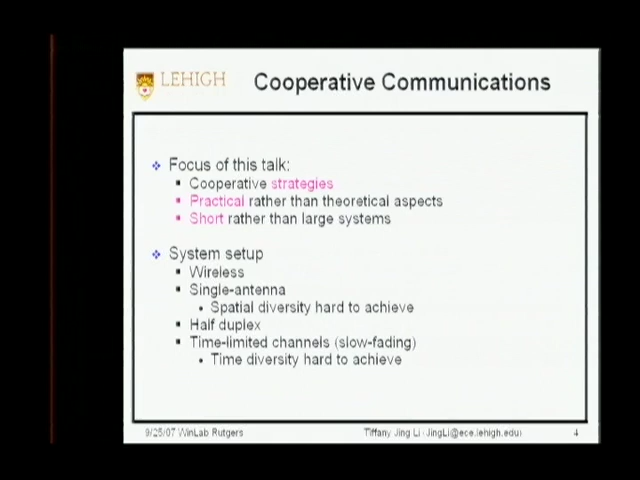 LEHIGH
Cooperative Communications
Focus of this talk:
Cooperative strategies
Practical rather than theoretical aspects
Short rather than large systems
System setup
Wireless
Single-antenna
Spatial diversity hard to achieve
Half duplex
Time-limited channels (slow-fading)
Time diversity hard to achieve
9/25/07 WinLab Rutgers
Tiffany Jing Li (JingLi@ece.lehigh.edu)
4